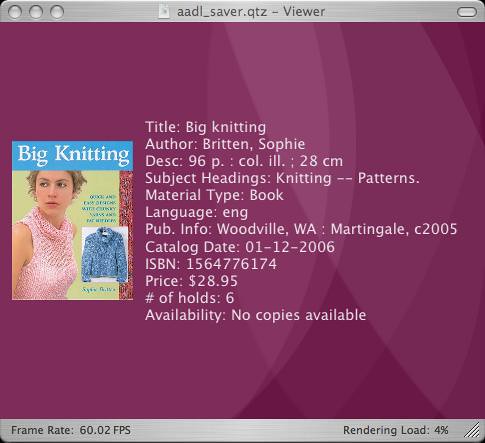 aadl_saver.qtz – Viewer
Big Knitting
QUICK AND
EASY DESIGNS
WITH CHUNKY
YARNS AND
FAT NEEDLES
Sophie Britten
Title: Big knitting
Author: Britten, Sophie
Desc: 96 p. : col. ill. ; 28 cm
Subject Headings: Knitting -- Patterns.
Material Type: Book
Language: eng
Pub. Info: Woodville, WA : Martingale, c2005
Catalog Date: 01-12-2006
ISBN: 1564776174
Price: $28.95
# of holds: 6
Availability: No copies available
Frame Rate: 60.02 FPS
Rendering Load: 4%